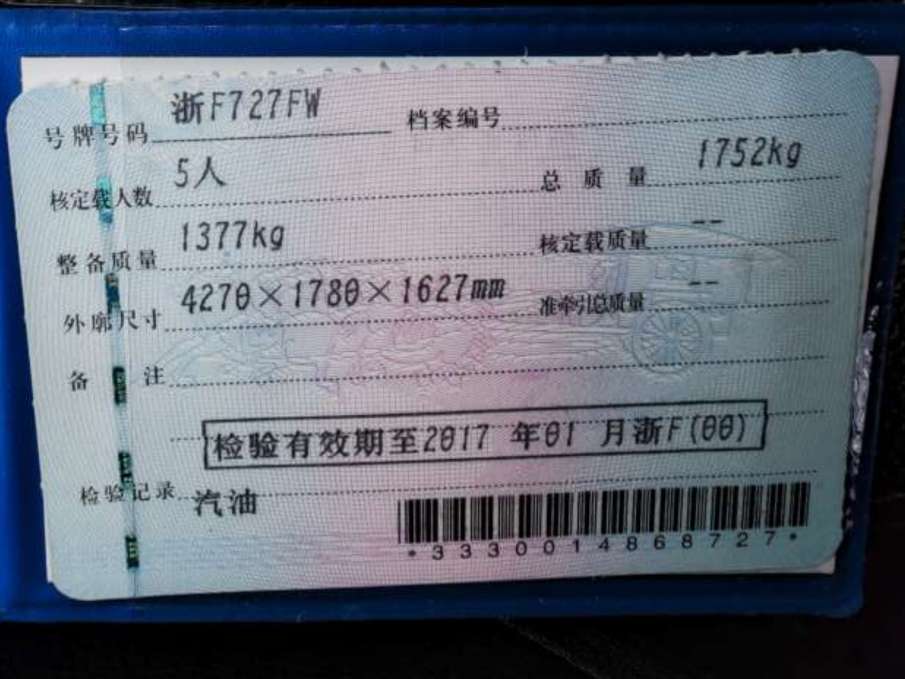 号牌号码 浙F727FW 档案编号
核定载人数 5人 总质量 1752kg
整备质量 1377kg 核定载质量 --
外廓尺寸 4270×1780×1627mm 准牵引总质量 --
备注
检验有效期至2017 年01 月浙F(00)
检验记录 汽油
*3330014868727*